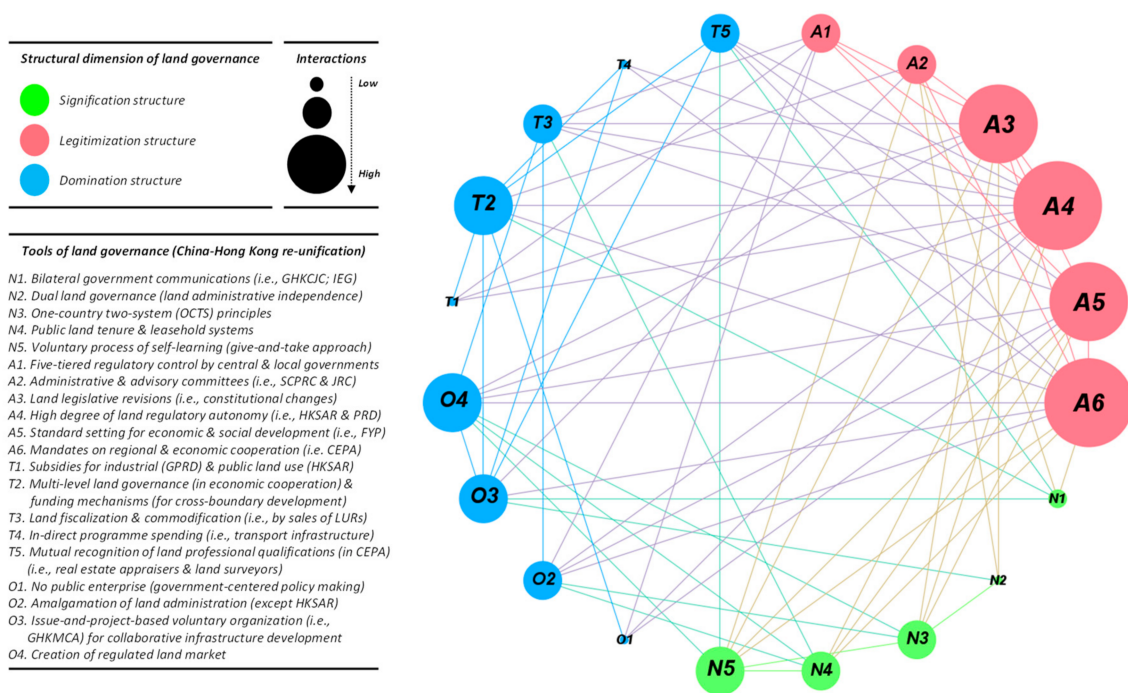 Structural dimension of land governance
Interactions
Signification structure
Legitimization structure
Domination structure
Low
High
Tools of land governance (China-Hong Kong re-unification)
N1. Bilateral government communications (i.e., GHKCJC; IEG)
N2. Dual land governance (land administrative independence)
N3. One-country two-system (OCTS) principles
N4. Public land tenure & leasehold systems
N5. Voluntary process of self-learning (give-and-take approach)
A1. Five-tiered regulatory control by central & local governments
A2. Administrative & advisory committees (i.e., SCPRC & JRC)
A3. Land legislative revisions (i.e., constitutional changes)
A4. High degree of land regulatory autonomy (i.e., HKSAR & PRD)
A5. Standard setting for economic & social development (i.e., FYP)
A6. Mandates on regional & economic cooperation (i.e. CEPA)
T1. Subsidies for industrial (GPRD) & public land use (HKSAR)
T2. Multi-level land governance (in economic cooperation) &
funding mechanisms (for cross-boundary development)
T3. Land fiscalization & commodification (i.e., by sales of LURs)
T4. In-direct programme spending (i.e., transport infrastructure)
T5. Mutual recognition of land professional qualifications (in CEPA)
(i.e., real estate appraisers & land surveyors)
O1. No public enterprise (government-centered policy making)
O2. Amalgamation of land administration (except HKSAR)
O3. Issue-and-project-based voluntary organization (i.e.,
GHKMCA) for collaborative infrastructure development
O4. Creation of regulated land market
T5
A1
A2
A3
A4
A5
A6
N1
N2
N3
N4
N5
O1
O2
O3
O4
T1
T2
T3
T4